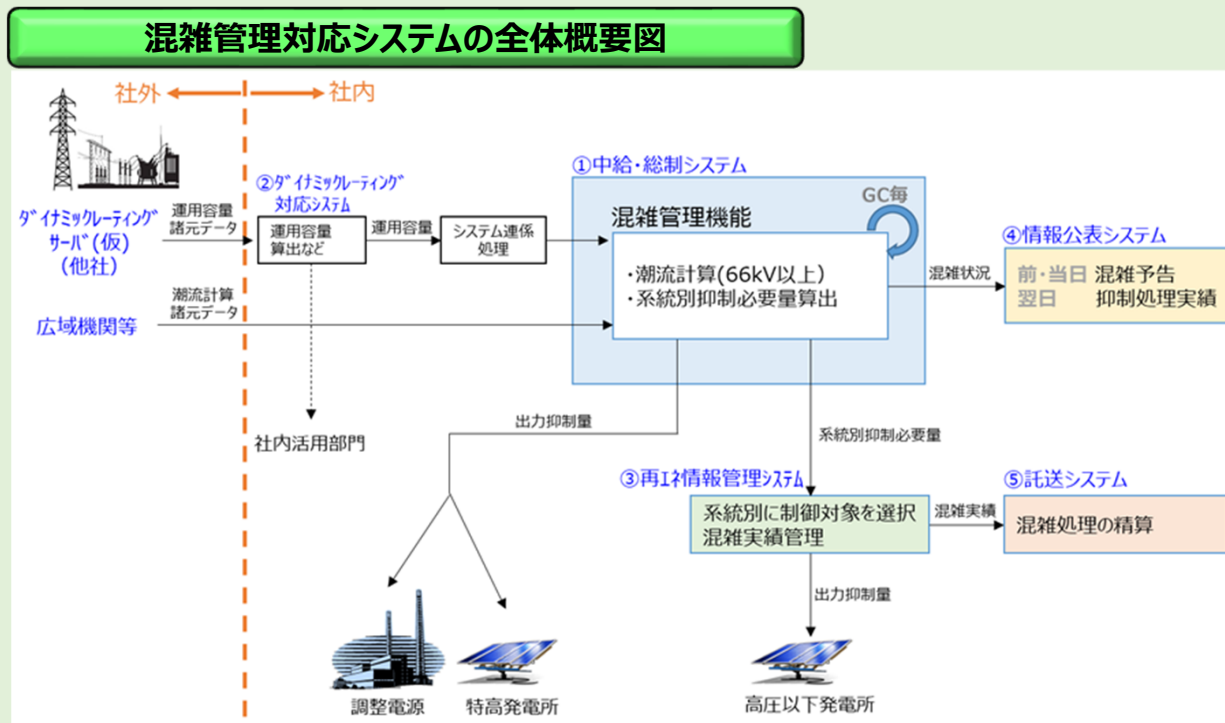 混雑管理対応システムの全体概要図
社外
社内
ダイナミックレーティング
サーバ(仮)
(他社)
運用容量
諸元データ
②ダイナミックレーティング
対応システム
運用容量
算出など
運用容量
システム連係
処理
①中給・総制システム
混雑管理機能
GC毎
・潮流計算(66kV以上)
・系統別抑制必要量算出
混雑状況
④情報公表システム
前・当日 混雑予告
翌日 抑制処理実績
広域機関等
潮流計算
諸元データ
社内活用部門
出力抑制量
系統別抑制必要量
③再エネ情報管理システム
系統別に制御対象を選択
混雑実績管理
混雑実績
⑤託送システム
混雑処理の精算
出力抑制量
調整電源
特高発電所
高圧以下発電所